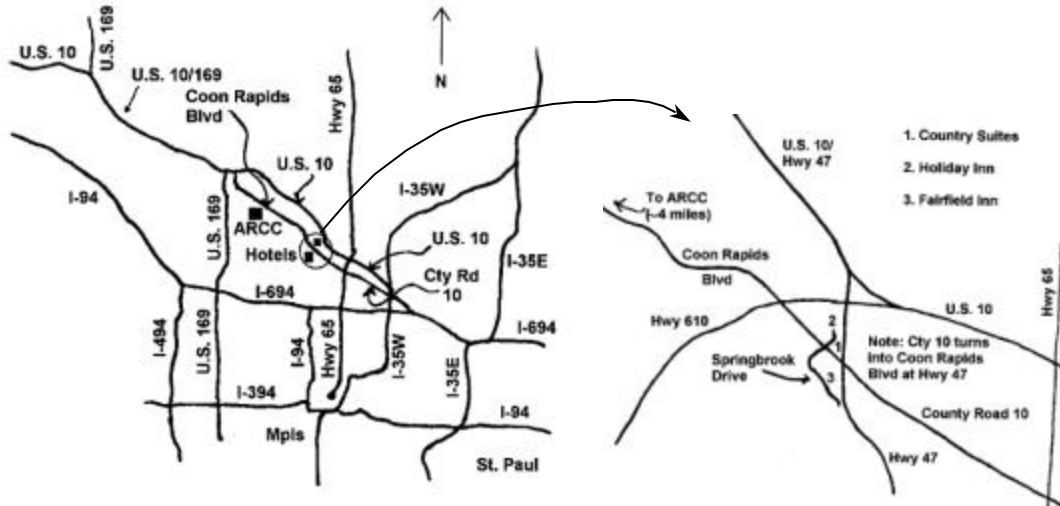 U.S. 10
U.S. 169
U.S. 10/169
Coon Rapids
Blvd
Hwy 65
N
U.S. 10
I-94
I-35W
U.S. 169
ARCC
Hotels
U.S. 10
I-35E
Cty Rd
10
I-694
I-694
I-494
U.S. 169
I-94
Hwy 65
I-35W
I-35E
I-394
I-94
Mpls
St. Paul
U.S. 10/
Hwy 47
1. Country Suites
2. Holiday Inn
3. Fairfield Inn
To ARCC
(~4 miles)
Coon Rapids
Blvd
Hwy 65
U.S. 10
Hwy 610
2
1
Note: Cty 10 turns
into Coon Rapids
Blvd at Hwy 47
Springbrook
Drive
3
County Road 10
Hwy 47